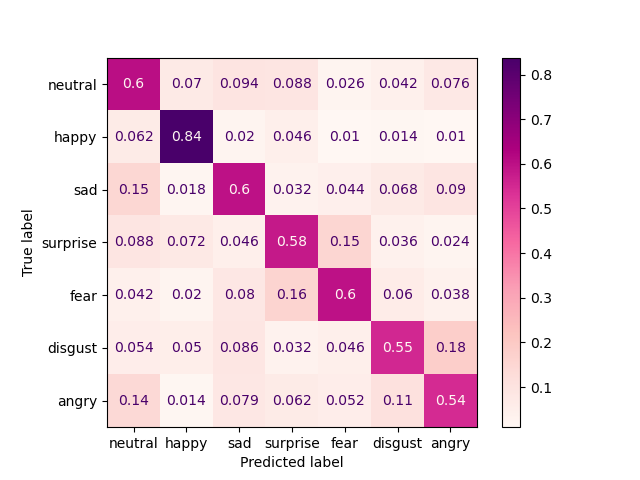 neutral 0.6 0.07 0.094 0.088 0.026 0.042 0.076
happy 0.062 0.84 0.02 0.046 0.01 0.014 0.01
sad 0.15 0.018 0.6 0.032 0.044 0.068 0.09
surprise 0.088 0.072 0.046 0.58 0.15 0.036 0.024
fear 0.042 0.02 0.08 0.16 0.6 0.06 0.038
disgust 0.054 0.05 0.086 0.032 0.046 0.55 0.18
angry 0.14 0.014 0.079 0.062 0.052 0.11 0.54
neutral happy sad surprise fear disgust angry
Predicted label
True label
0.8
0.7
0.6
0.5
0.4
0.3
0.2
0.1